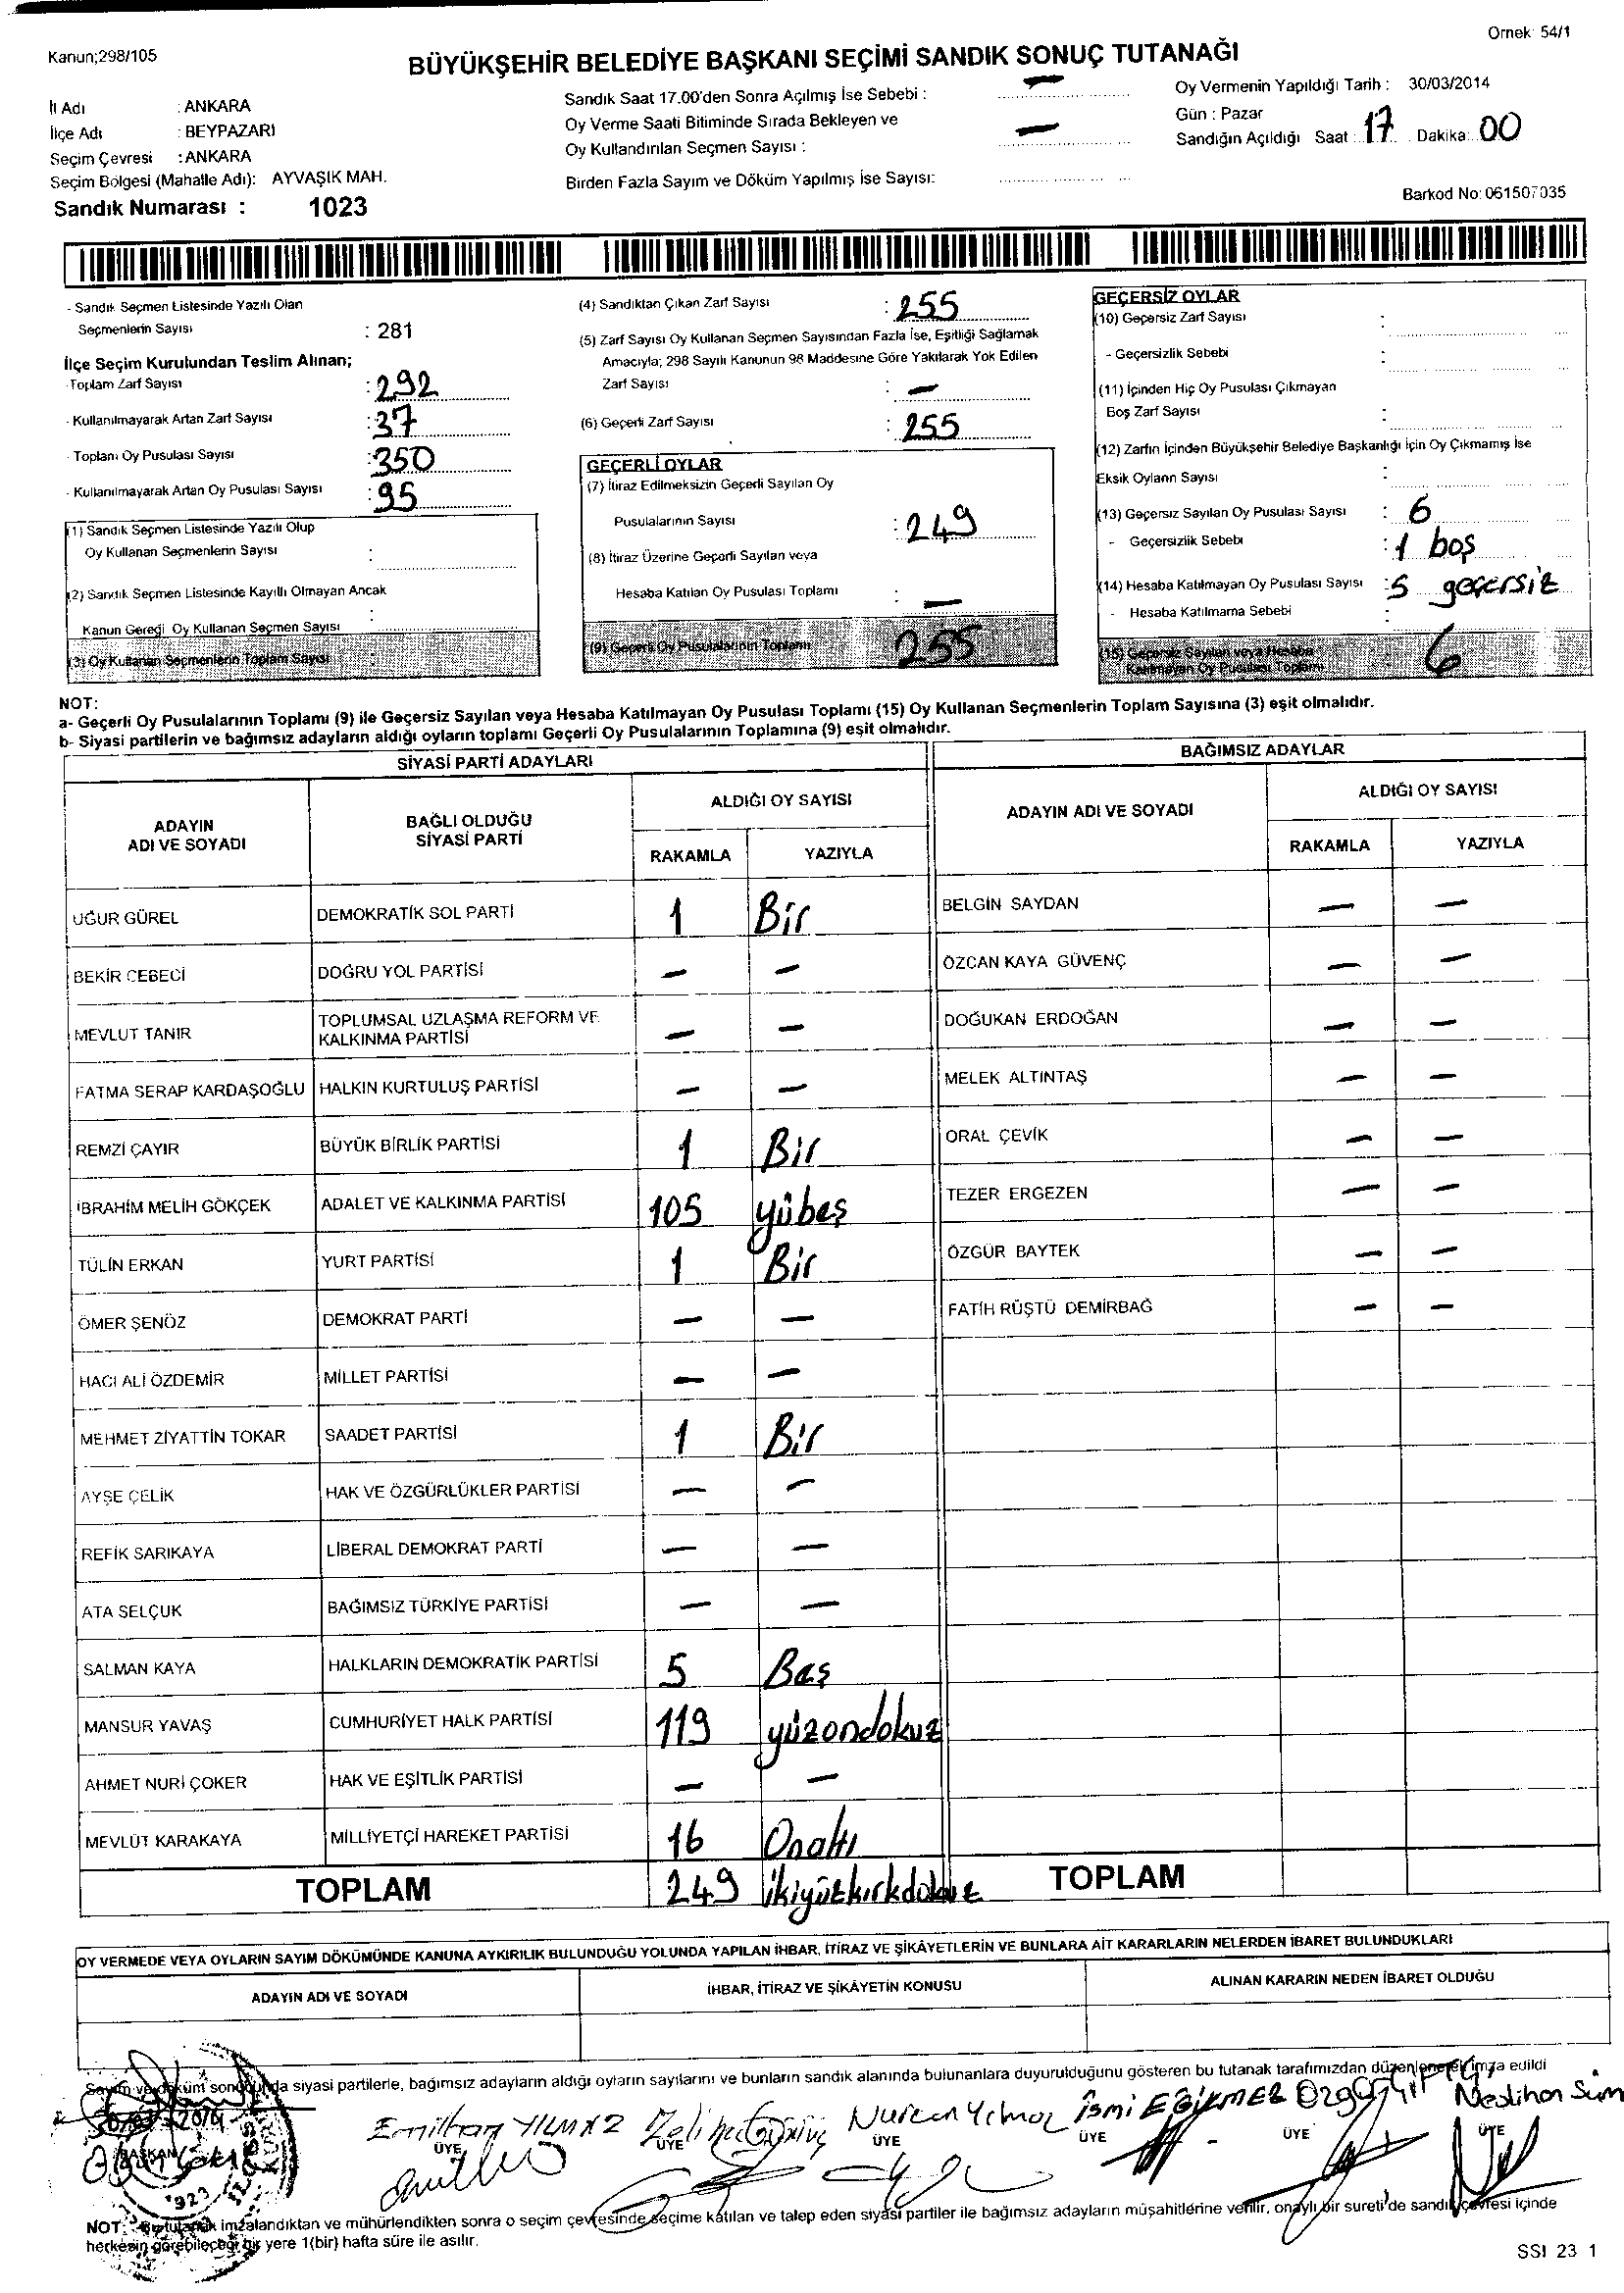 Kanun;298/105
Örnek: 54/1
BÜYÜKŞEHİR BELEDİYE BAŞKANI SEÇİMİ SANDIK SONUÇ TUTANAĞI
İl Adı : ANKARA
İlçe Adı : BEYPAZARI
Seçim Çevresi : ANKARA
Seçim Bölgesi (Mahalle Adı): AYVAŞIK MAH.
Sandık Numarası : 1023
Sandık Saat 17.00'den Sonra Açılmış İse Sebebi : —
Oy Verme Saati Bitiminde Sırada Bekleyen ve
Oy Kullandırılan Seçmen Sayısı : —
Birden Fazla Sayım ve Döküm Yapılmış İse Sayısı:
Oy Vermenin Yapıldığı Tarih : 30/03/2014
Gün : Pazar
Sandığın Açıldığı Saat : 17 Dakika: 00
Barkod No: 061507035
- Sandık Seçmen Listesinde Yazılı Olan
Seçmenlerin Sayısı : 281
İlçe Seçim Kurulundan Teslim Alınan;
-Toplam Zarf Sayısı : 292
- Kullanılmayarak Artan Zarf Sayısı : 37
- Toplam Oy Pusulası Sayısı : 350
- Kullanılmayarak Artan Oy Pusulası Sayısı : 95
(1) Sandık Seçmen Listesinde Yazılı Olup
Oy Kullanan Seçmenlerin Sayısı :
(2) Sandık Seçmen Listesinde Kayıtlı Olmayan Ancak
Kanun Gereği Oy Kullanan Seçmen Sayısı :
(3) Oy Kullanan Seçmenlerin Toplam Sayısı :
(4) Sandıktan Çıkan Zarf Sayısı : 255
(5) Zarf Sayısı Oy Kullanan Seçmen Sayısından Fazla İse, Eşitliği Sağlamak
Amacıyla; 298 Sayılı Kanunun 98 Maddesine Göre Yakılarak Yok Edilen
Zarf Sayısı : —
(6) Geçerli Zarf Sayısı : 255
GEÇERLİ OYLAR
(7) İtiraz Edilmeksizin Geçerli Sayılan Oy
Pusulalarının Sayısı : 249
(8) İtiraz Üzerine Geçerli Sayılan veya
Hesaba Katılan Oy Pusulası Toplamı : —
(9) Geçerli Oy Pusulalarının Toplamı 255
GEÇERSİZ OYLAR
(10) Geçersiz Zarf Sayısı :
- Geçersizlik Sebebi :
(11) İçinden Hiç Oy Pusulası Çıkmayan
Boş Zarf Sayısı :
(12) Zarfın İçinden Büyükşehir Belediye Başkanlığı İçin Oy Çıkmamış İse
Eksik Oyların Sayısı :
(13) Geçersiz Sayılan Oy Pusulası Sayısı : 6
- Geçersizlik Sebebi : 1 boş
(14) Hesaba Katılmayan Oy Pusulası Sayısı : 5 geçersiz
- Hesaba Katılmama Sebebi :
(15) Geçersiz Sayılan veya Hesaba
Katılmayan Oy Pusulası Toplamı : 6
NOT:
a- Geçerli Oy Pusulalarının Toplamı (9) ile Geçersiz Sayılan veya Hesaba Katılmayan Oy Pusulası Toplamı (15) Oy Kullanan Seçmenlerin Toplam Sayısına (3) eşit olmalıdır.
b- Siyasi partilerin ve bağımsız adayların aldığı oyların toplamı Geçerli Oy Pusulalarının Toplamına (9) eşit olmalıdır.
SİYASİ PARTİ ADAYLARI
ADAYIN ADI VE SOYADI BAĞLI OLDUĞU SİYASİ PARTİ ALDIĞI OY SAYISI
RAKAMLA YAZIYLA
UĞUR GÜREL DEMOKRATİK SOL PARTİ 1 Bir
BEKİR CEBECİ DOĞRU YOL PARTİSİ — —
MEVLUT TANIR TOPLUMSAL UZLAŞMA REFORM VE KALKINMA PARTİSİ — —
FATMA SERAP KARDAŞOĞLU HALKIN KURTULUŞ PARTİSİ — —
REMZİ ÇAYIR BÜYÜK BİRLİK PARTİSİ 1 Bir
İBRAHİM MELİH GÖKÇEK ADALET VE KALKINMA PARTİSİ 105 yübeş
TÜLİN ERKAN YURT PARTİSİ 1 Bir
ÖMER ŞENÖZ DEMOKRAT PARTİ — —
HACI ALİ ÖZDEMİR MİLLET PARTİSİ — —
MEHMET ZİYATTİN TOKAR SAADET PARTİSİ 1 Bir
AYŞE ÇELİK HAK VE ÖZGÜRLÜKLER PARTİSİ — —
REFİK SARIKAYA LİBERAL DEMOKRAT PARTİ — —
ATA SELÇUK BAĞIMSIZ TÜRKİYE PARTİSİ — —
SALMAN KAYA HALKLARIN DEMOKRATİK PARTİSİ 5 Baş
MANSUR YAVAŞ CUMHURİYET HALK PARTİSİ 119 yüzondokuz
AHMET NURİ ÇOKER HAK VE EŞİTLİK PARTİSİ — —
MEVLÜT KARAKAYA MİLLİYETÇİ HAREKET PARTİSİ 16 Onaltı
TOPLAM 249 ikiyüzkırkdokuz
BAĞIMSIZ ADAYLAR
ADAYIN ADI VE SOYADI ALDIĞI OY SAYISI
RAKAMLA YAZIYLA
BELGİN SAYDAN — —
ÖZCAN KAYA GÜVENÇ — —
DOĞUKAN ERDOĞAN — —
MELEK ALTINTAŞ — —
ORAL ÇEVİK — —
TEZER ERGEZEN — —
ÖZGÜR BAYTEK — —
FATİH RÜŞTÜ DEMİRBAĞ — —
TOPLAM
OY VERMEDE VEYA OYLARIN SAYIM DÖKÜMÜNDE KANUNA AYKIRILIK BULUNDUĞU YOLUNDA YAPILAN İHBAR, İTİRAZ VE ŞİKÂYETLERİN VE BUNLARA AİT KARARLARIN NELERDEN İBARET BULUNDUKLARI
ADAYIN ADI VE SOYADI İHBAR, İTİRAZ VE ŞİKÂYETİN KONUSU ALINAN KARARIN NEDEN İBARET OLDUĞU
Sayım ve döküm sonucunda siyasi partilerle, bağımsız adayların aldığı oyların sayılarını ve bunların sandık alanında bulunanlara duyurulduğunu gösteren bu tutanak tarafımızdan düzenlenerek imza edildi
Nurcan Yılmaz
BAŞKAN ÜYE ÜYE ÜYE ÜYE ÜYE ÜYE
NOT: Bu tutanak imzalandıktan ve mühürlendikten sonra o seçim çevresinde seçime katılan ve talep eden siyasi partiler ile bağımsız adayların müşahitlerine verilir, onaylı bir sureti de sandık çevresi içinde
herkesin görebileceği bir yere 1(bir) hafta süre ile asılır.
SSI 23 1